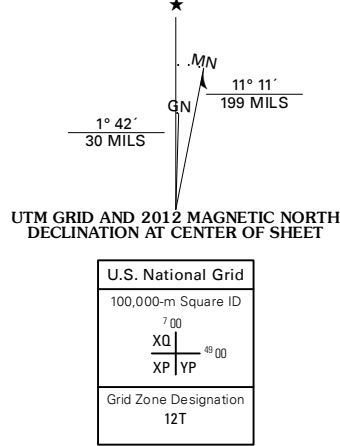 ★
MN
11° 11´
199 MILS
GN
1° 42´
30 MILS
UTM GRID AND 2012 MAGNETIC NORTH
DECLINATION AT CENTER OF SHEET
U.S. National Grid
100,000-m Square ID
7 00
XQ
49 00
XP YP
Grid Zone Designation
12T